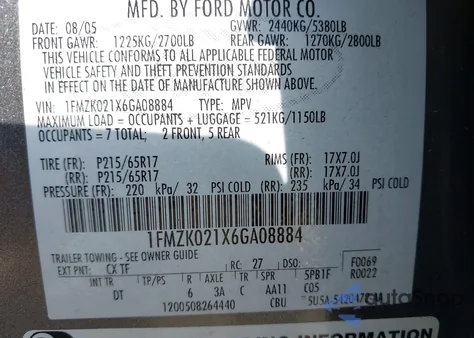 MFD. BY FORD MOTOR CO.
DATE: 08/05 GVWR: 2440KG/5380LB
FRONT GAWR: 1225KG/2700LB REAR GAWR: 1270KG/2800LB
THIS VEHICLE CONFORMS TO ALL APPLICABLE FEDERAL MOTOR
VEHICLE SAFETY AND THEFT PREVENTION STANDARDS
IN EFFECT ON THE DATE OF MANUFACTURE SHOWN ABOVE.
VIN: 1FMZK021X6GA08884 TYPE: MPV
MAXIMUM LOAD = OCCUPANTS + LUGGAGE = 521KG/1150LB
OCCUPANTS = 7 TOTAL; 2 FRONT, 5 REAR
TIRE (FR): P215/65R17 RIMS (FR): 17X7.0J
(RR): P215/65R17 (RR): 17X7.0J
PRESSURE (FR): 220 kPa/ 32 PSI COLD (RR): 235 kPa/ 34 PSI COLD
1FMZK021X6GA08884
TRAILER TOWING - SEE OWNER GUIDE
EXT PNT: CX TF RC: 27 DSO: F0069
INT TR TP/PS R AXLE TR SPR 5PB1F R0022
DT 6 3A C AA11 C05
1200508264440 CBU
AutoSnap
INFORMATION